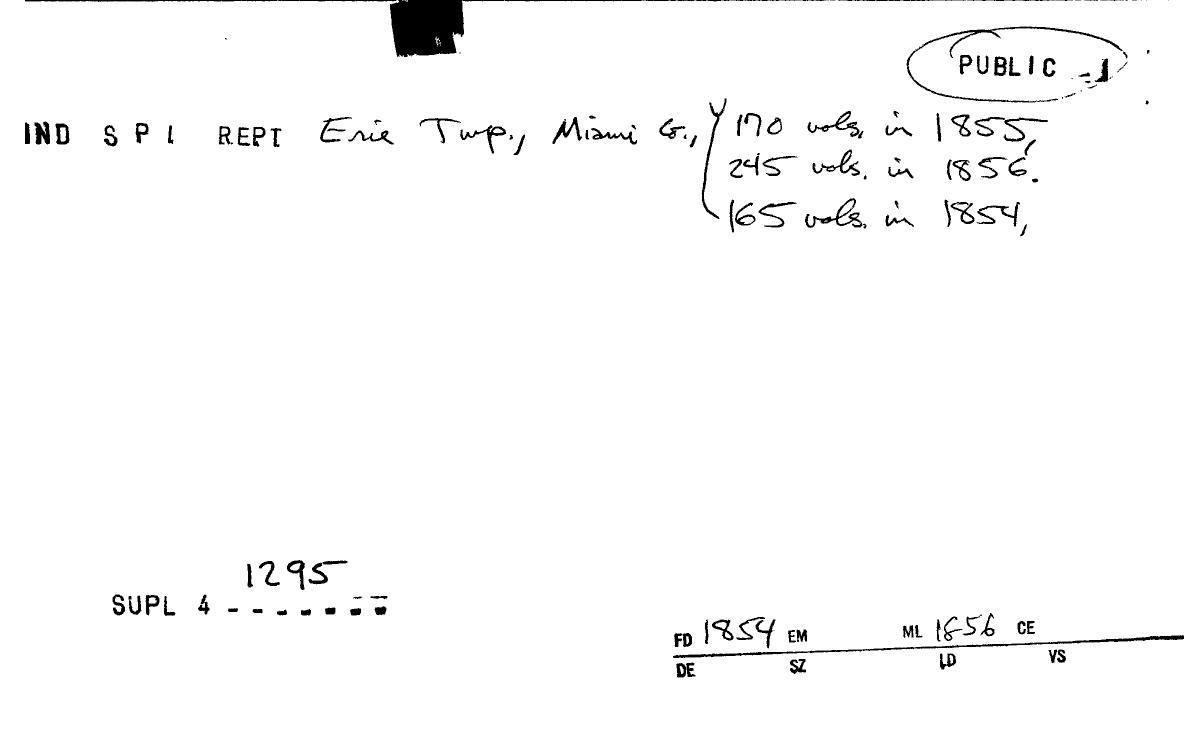 PUBLIC -1
IND S P I REPT Erie Twp., Miami Co., 170 vols. in 1855,
245 vols. in 1856.
165 vols. in 1854,
1295
SUPL 4 -------
FD 1854 EM ML 1856 CE
DE SZ LD VS